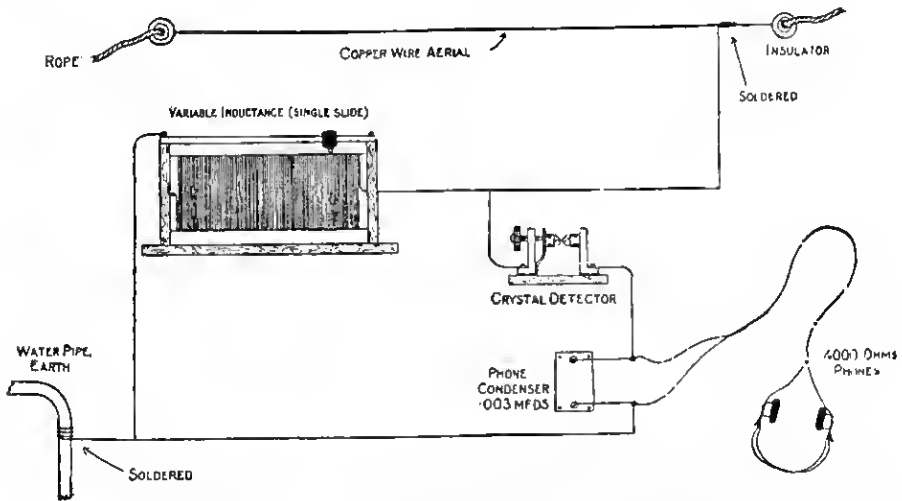 ROPE
COPPER WIRE AERIAL
INSULATOR
SOLDERED
VARIABLE INDUCTANCE (SINGLE SLIDE)
CRYSTAL DETECTOR
WATER PIPE,
EARTH
PHONE
CONDENSER
.003 MFDS
4000 OHMS
PHONES
SOLDERED